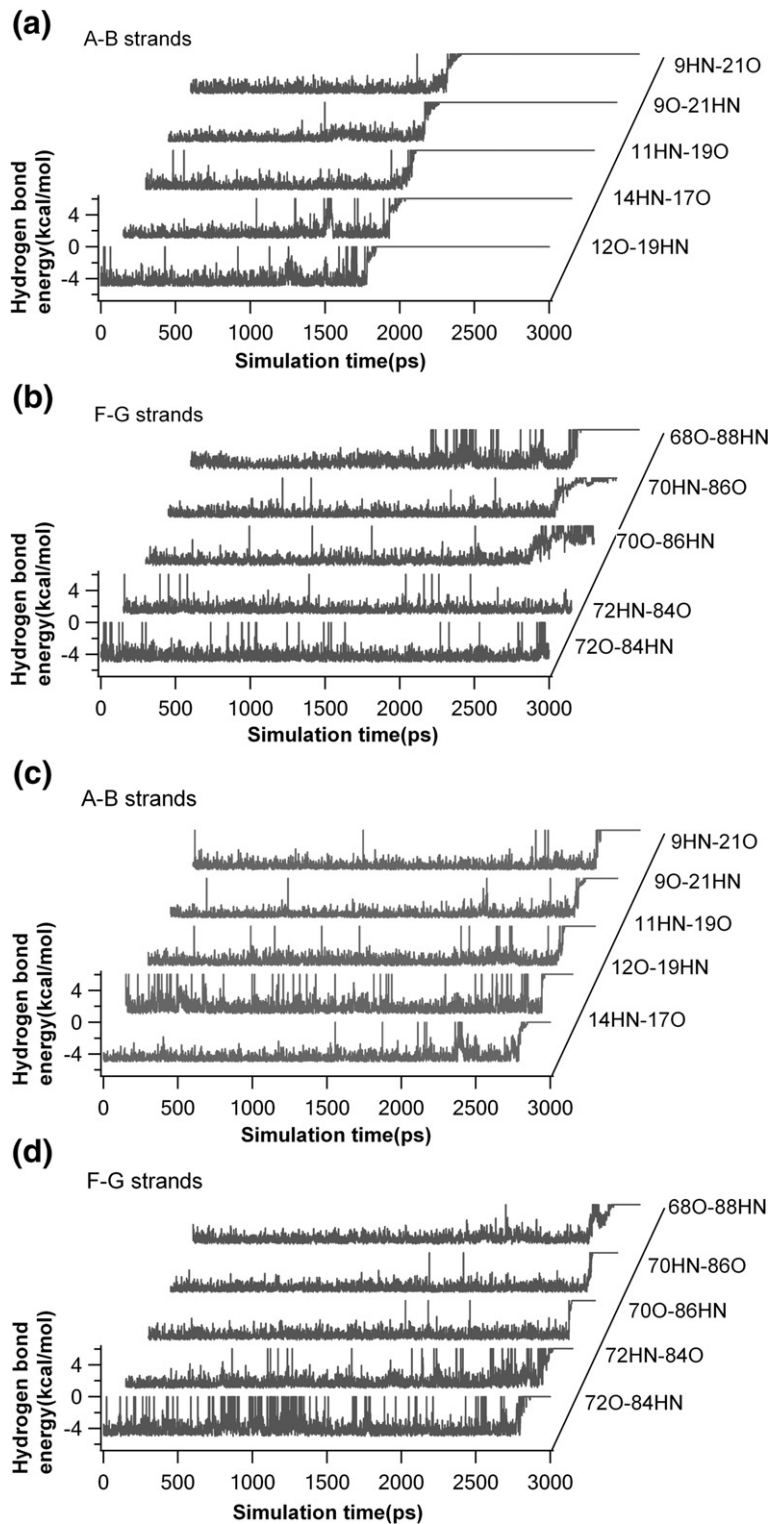 (a)
A-B strands
9HN-21O
9O-21HN
11HN-19O
14HN-17O
12O-19HN
Hydrogen bond
energy(kcal/mol)
4
0
-4
0 500 1000 1500 2000 2500 3000
Simulation time(ps)
(b)
F-G strands
68O-88HN
70HN-86O
70O-86HN
72HN-84O
72O-84HN
Hydrogen bond
energy(kcal/mol)
4
0
-4
0 500 1000 1500 2000 2500 3000
Simulation time(ps)
(c)
A-B strands
9HN-21O
9O-21HN
11HN-19O
12O-19HN
14HN-17O
Hydrogen bond
energy(kcal/mol)
4
0
-4
0 500 1000 1500 2000 2500 3000
Simulation time(ps)
(d)
F-G strands
68O-88HN
70HN-86O
70O-86HN
72HN-84O
72O-84HN
Hydrogen bond
energy(kcal/mol)
4
0
-4
0 500 1000 1500 2000 2500 3000
Simulation time(ps)